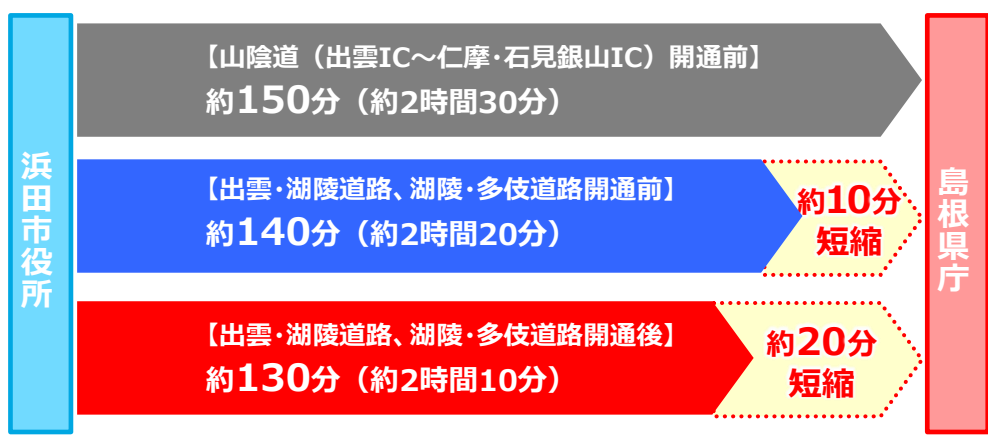 浜田市役所
【山陰道（出雲IC～仁摩・石見銀山IC）開通前】
約150分（約2時間30分）
【出雲・湖陵道路、湖陵・多伎道路開通前】
約140分（約2時間20分）
約10分
短縮
【出雲・湖陵道路、湖陵・多伎道路開通後】
約130分（約2時間10分）
約20分
短縮
島根県庁